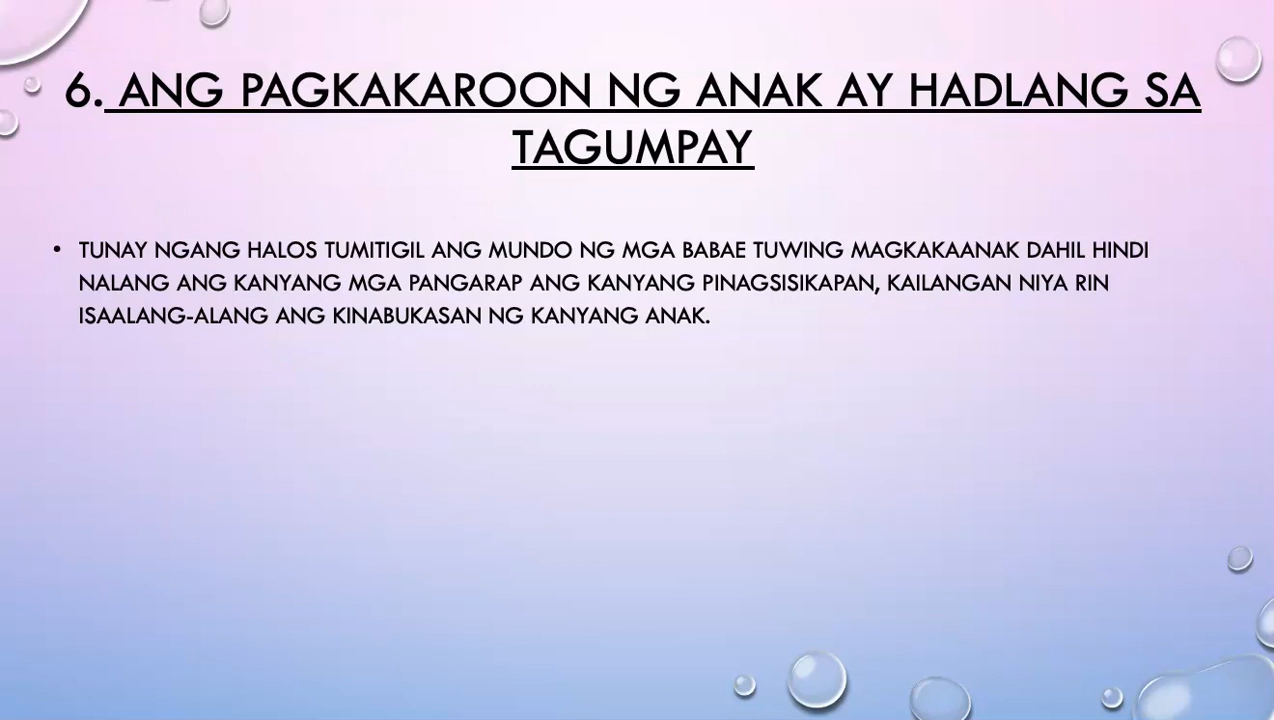 6. ANG PAGKAKAROON NG ANAK AY HADLANG SA
TAGUMPAY
• TUNAY NGANG HALOS TUMITIGIL ANG MUNDO NG MGA BABAE TUWING MAGKAKAANAK DAHIL HINDI
NALANG ANG KANYANG MGA PANGARAP ANG KANYANG PINAGSISIKAPAN, KAILANGAN NIYA RIN
ISAALANG-ALANG ANG KINABUKASAN NG KANYANG ANAK.